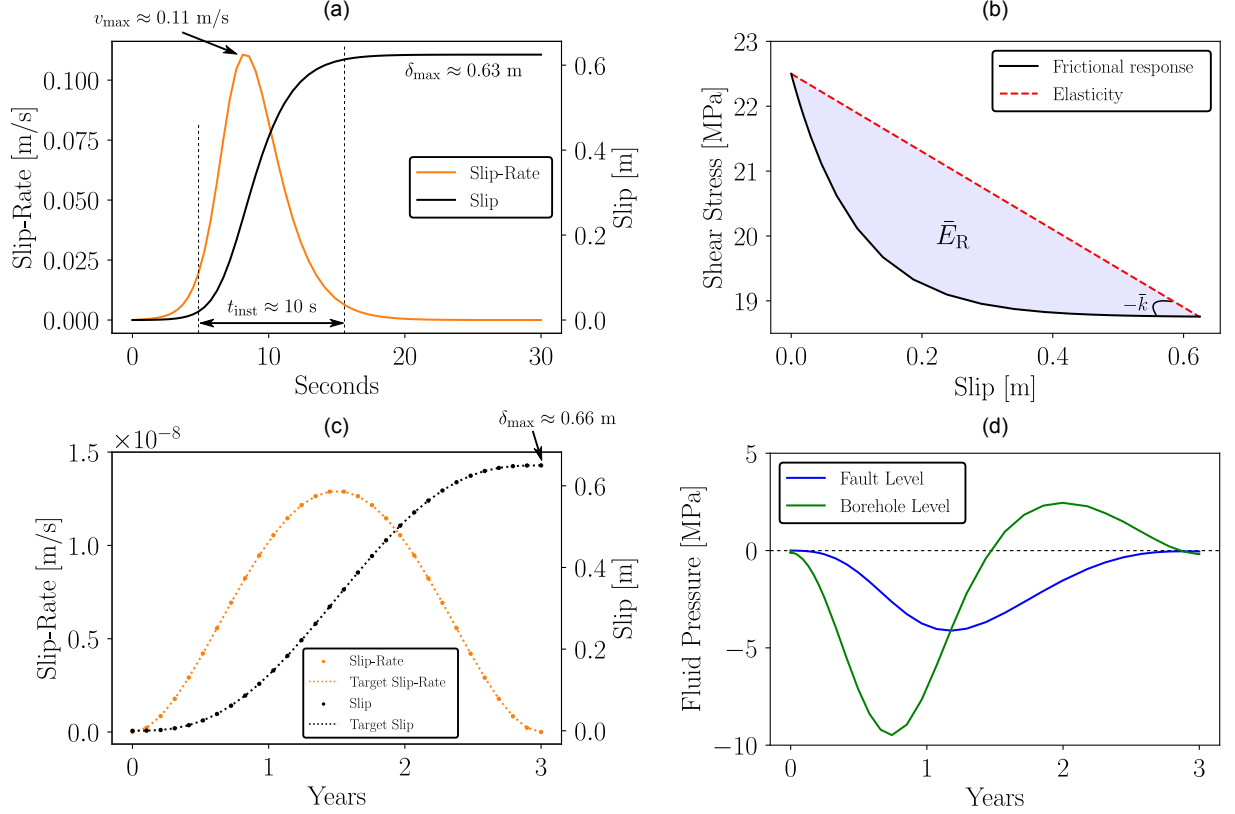 (a)
v_max ≈ 0.11 m/s
δ_max ≈ 0.63 m
Slip-Rate
Slip
t_inst ≈ 10 s
0.100
0.075
0.050
0.025
0.000
Slip-Rate [m/s]
0.6
0.4
0.2
0.0
Slip [m]
0 10 20 30
Seconds
(b)
23
22
21
20
19
Shear Stress [MPa]
Frictional response
Elasticity
Ē_R
−k̄
0.0 0.2 0.4 0.6
Slip [m]
(c)
δ_max ≈ 0.66 m
×10⁻⁸
1.5
1.0
0.5
0.0
Slip-Rate [m/s]
0.6
0.4
0.2
0.0
Slip [m]
Slip-Rate
Target Slip-Rate
Slip
Target Slip
0 1 2 3
Years
(d)
5
0
−5
−10
Fluid Pressure [MPa]
Fault Level
Borehole Level
0 1 2 3
Years